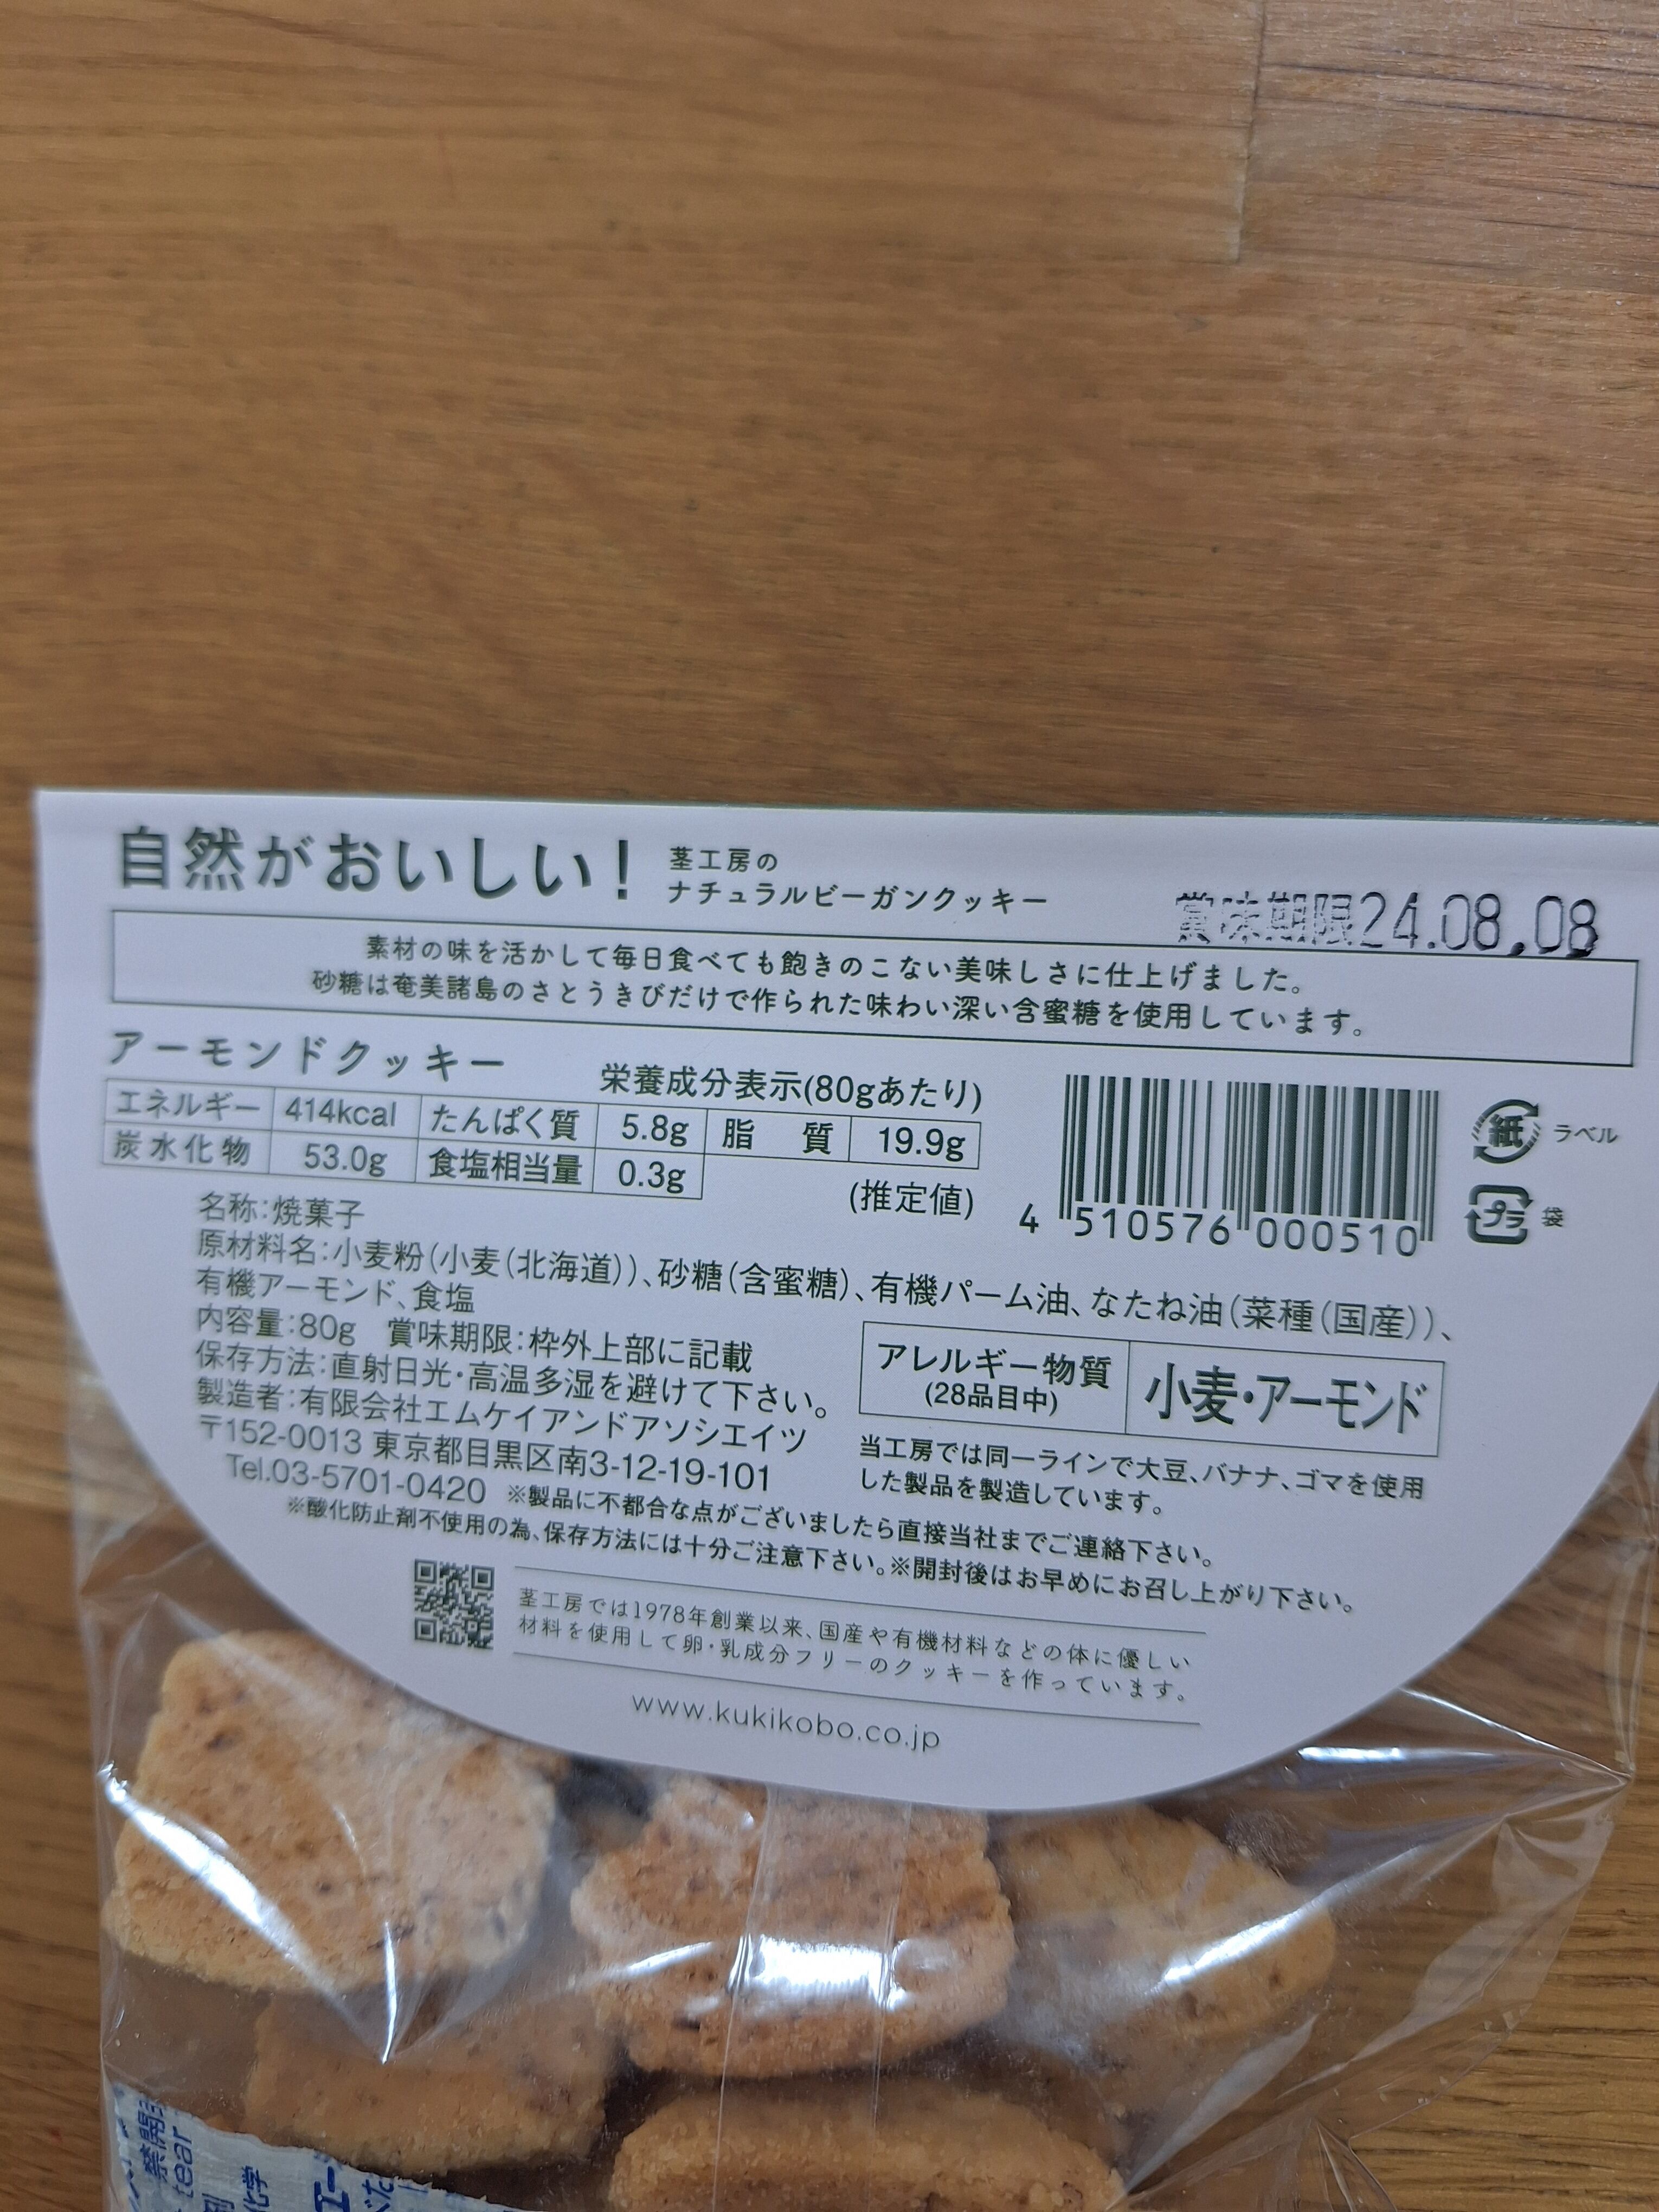 自然がおいしい!
茎工房の
ナチュラルビーガンクッキー
賞味期限24.08.08
素材の味を活かして毎日食べても飽きのこない美味しさに仕上げました。
砂糖は奄美諸島のさとうきびだけで作られた味わい深い含蜜糖を使用しています。
アーモンドクッキー
栄養成分表示(80gあたり)
エネルギー 414kcal たんぱく質 5.8g 脂 質 19.9g
炭水化物 53.0g 食塩相当量 0.3g
(推定値)
4 510576 000510
紙 ラベル
プラ 袋
名称:焼菓子
原材料名:小麦粉(小麦(北海道))、砂糖(含蜜糖)、有機パーム油、なたね油(菜種(国産))、
有機アーモンド、食塩
内容量:80g 賞味期限:枠外上部に記載
保存方法:直射日光・高温多湿を避けて下さい。
製造者:有限会社エムケイアンドアソシエイツ
〒152-0013 東京都目黒区南3-12-19-101
Tel.03-5701-0420 ※製品に不都合な点がございましたら直接当社までご連絡下さい。
アレルギー物質
(28品目中)
小麦・アーモンド
当工房では同一ラインで大豆、バナナ、ゴマを使用
した製品を製造しています。
※酸化防止剤不使用の為、保存方法には十分ご注意下さい。※開封後はお早めにお召し上がり下さい。
茎工房では1978年創業以来、国産や有機材料などの体に優しい
材料を使用して卵・乳成分フリーのクッキーを作っています。
www.kukikobo.co.jp
tear
化学